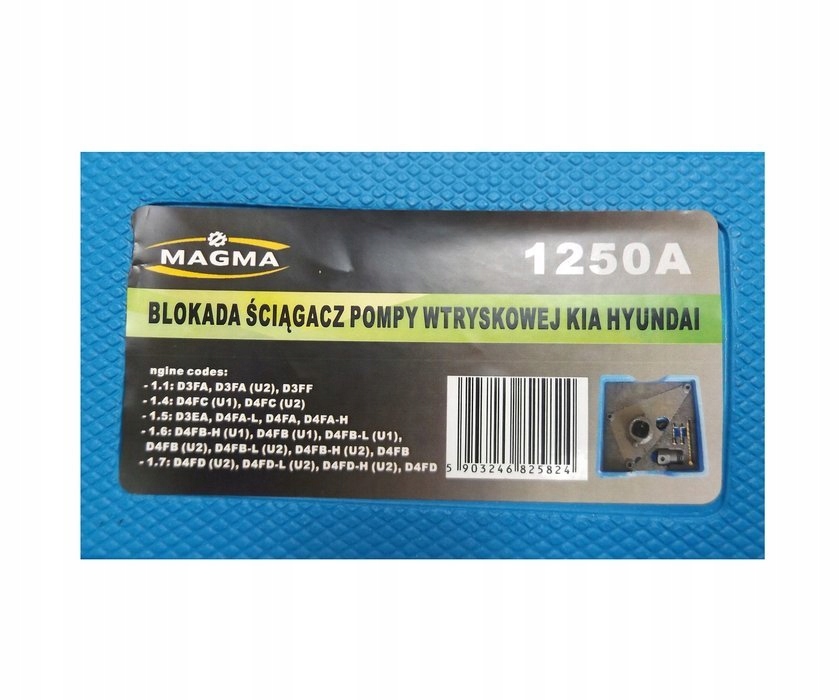 MAGMA
1250A
BLOKADA ŚCIĄGACZ POMPY WTRYSKOWEJ KIA HYUNDAI
ngine codes:
- 1.1: D3FA, D3FA (U2), D3FF
- 1.4: D4FC (U1), D4FC (U2)
- 1.5: D3EA, D4FA-L, D4FA, D4FA-H
- 1.6: D4FB-H (U1), D4FB (U1), D4FB-L (U1),
D4FB (U2), D4FB-L (U2), D4FB-H (U2), D4FB
- 1.7: D4FD (U2), D4FD-L (U2), D4FD-H (U2), D4FD
5 903246 825824